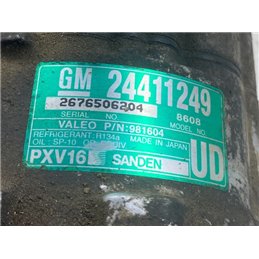 GM 24411249
2676506204 8608
SERIAL NO. MODEL NO.
VALEO P/N:981604
REFRIGERANT: R134a MADE IN JAPAN
OIL: SP-10
PXV16 SANDEN UD